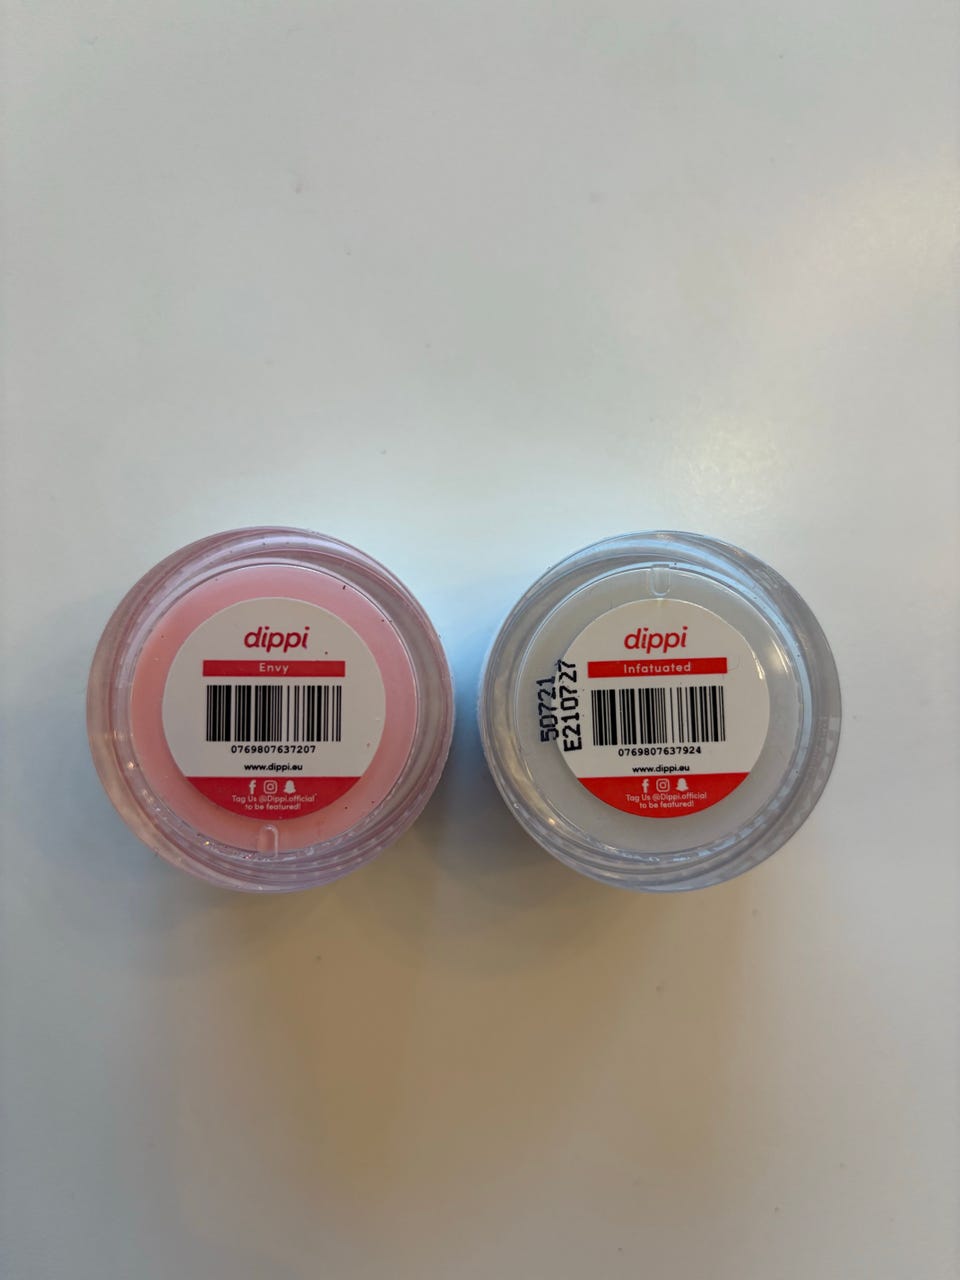 dippi
Envy
0769807637207
www.dippi.eu
Tag Us @Dippi.official
to be featured!
dippi
Infatuated
0769807637924
www.dippi.eu
Tag Us @Dippi.official
to be featured!
50721
E210727